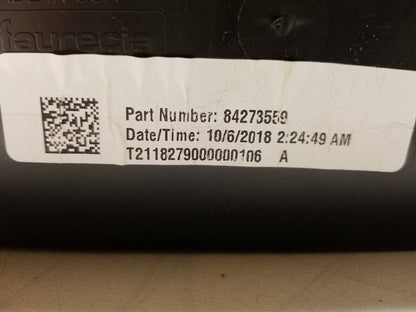 faurecia
Part Number: 84273559
Date/Time: 10/6/2018 2:24:49 AM
T2118279000000106 A